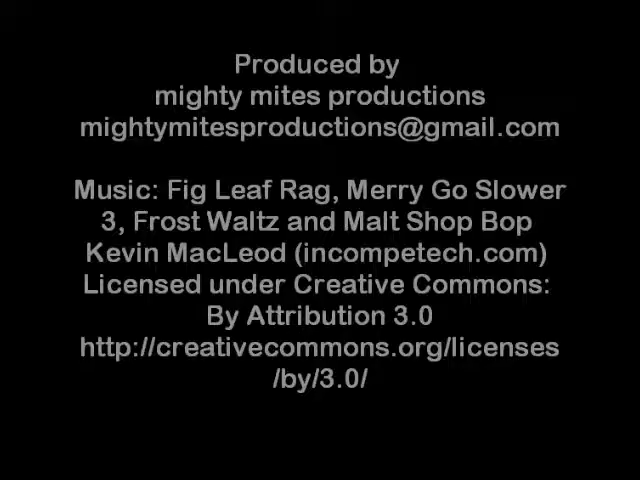 Produced by
mighty mites productions
mightymitesproductions@gmail.com
Music: Fig Leaf Rag, Merry Go Slower
3, Frost Waltz and Malt Shop Bop
Kevin MacLeod (incompetech.com)
Licensed under Creative Commons:
By Attribution 3.0
http://creativecommons.org/licenses
/by/3.0/